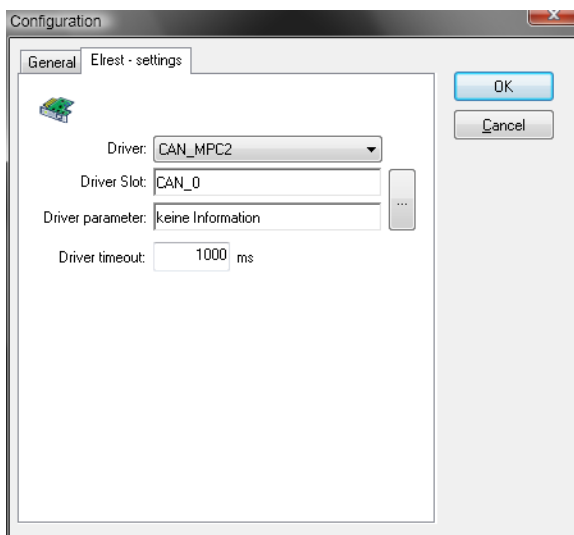 Configuration
General Elrest - settings
OK
Cancel
Driver: CAN_MPC2
Driver Slot: CAN_0
...
Driver parameter: keine Information
Driver timeout: 1000 ms